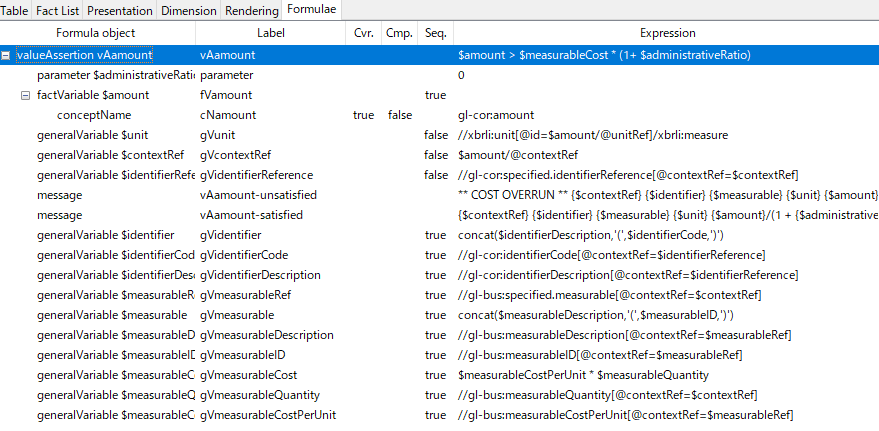 Table Fact List Presentation Dimension Rendering Formulae
Formula object Label Cvr. Cmp. Seq. Expression
valueAssertion vAamount vAamount $amount > $measurableCost * (1+ $administrativeRatio)
parameter $administrativeRatic parameter 0
factVariable $amount fVamount true
conceptName cNamount true false gl-cor:amount
generalVariable $unit gVunit false //xbrli:unit[@id=$amount/@unitRef]/xbrli:measure
generalVariable $contextRef gVcontextRef false $amount/@contextRef
generalVariable $identifierRefe gVidentifierReference false //gl-cor:specified.identifierReference[@contextRef=$contextRef]
message vAamount-unsatisfied ** COST OVERRUN ** {$contextRef} {$identifier} {$measurable} {$unit} {$amount}
message vAamount-satisfied {$contextRef} {$identifier} {$measurable} {$unit} {$amount}/(1 + {$administrative
generalVariable $identifier gVidentifier true concat($identifierDescription,'(',$identifierCode,')')
generalVariable $identifierCod gVidentifierCode true //gl-cor:identifierCode[@contextRef=$identifierReference]
generalVariable $identifierDesc gVidentifierDescription true //gl-cor:identifierDescription[@contextRef=$identifierReference]
generalVariable $measurableRe gVmeasurableRef true //gl-bus:specified.measurable[@contextRef=$contextRef]
generalVariable $measurable gVmeasurable true concat($measurableDescription,'(',$measurableID,')')
generalVariable $measurableD gVmeasurableDescription true //gl-bus:measurableDescription[@contextRef=$measurableRef]
generalVariable $measurableID gVmeasurableID true //gl-bus:measurableID[@contextRef=$measurableRef]
generalVariable $measurableCo gVmeasurableCost true $measurableCostPerUnit * $measurableQuantity
generalVariable $measurableQ gVmeasurableQuantity true //gl-bus:measurableQuantity[@contextRef=$contextRef]
generalVariable $measurableCo gVmeasurableCostPerUnit true //gl-bus:measurableCostPerUnit[@contextRef=$measurableRef]